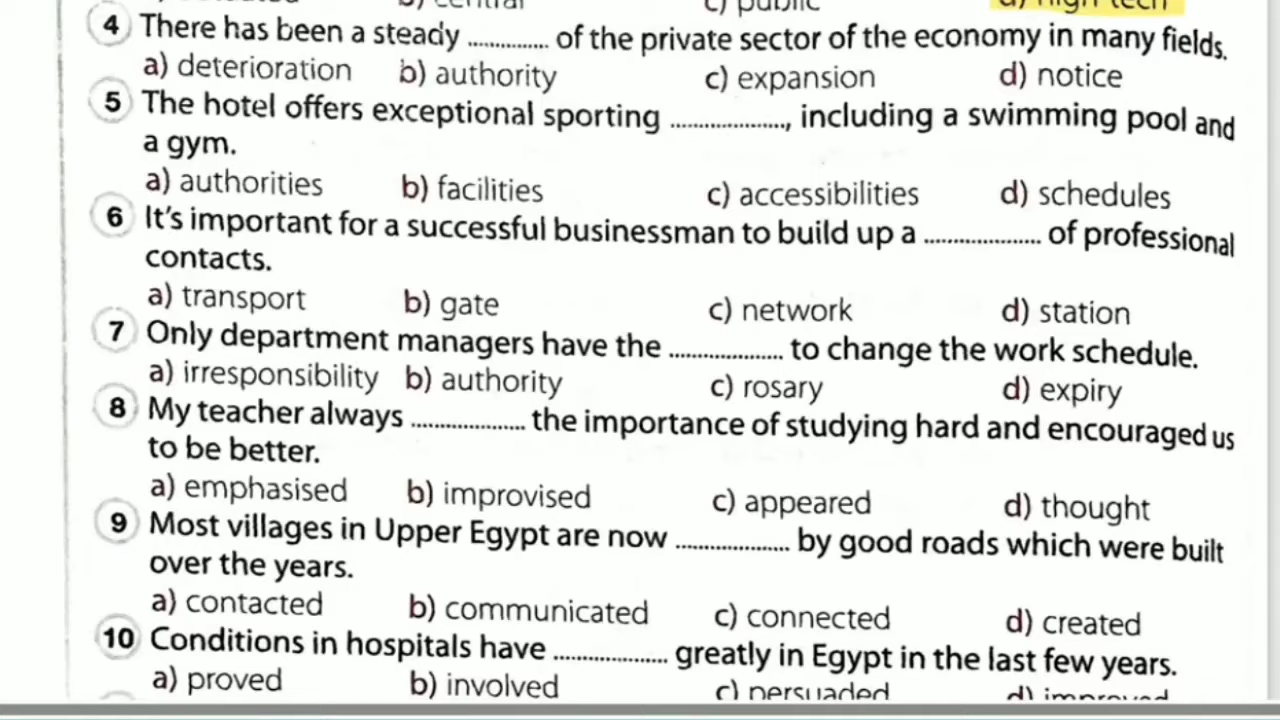 b) central c) public d) high-tech
4 There has been a steady .............. of the private sector of the economy in many fields.
a) deterioration b) authority c) expansion d) notice
5 The hotel offers exceptional sporting ...................., including a swimming pool and
a gym.
a) authorities b) facilities c) accessibilities d) schedules
6 It's important for a successful businessman to build up a .................... of professional
contacts.
a) transport b) gate c) network d) station
7 Only department managers have the .................... to change the work schedule.
a) irresponsibility b) authority c) rosary d) expiry
8 My teacher always .................... the importance of studying hard and encouraged us
to be better.
a) emphasised b) improvised c) appeared d) thought
9 Most villages in Upper Egypt are now .................... by good roads which were built
over the years.
a) contacted b) communicated c) connected d) created
10 Conditions in hospitals have .................... greatly in Egypt in the last few years.
a) proved b) involved c) persuaded d) improved